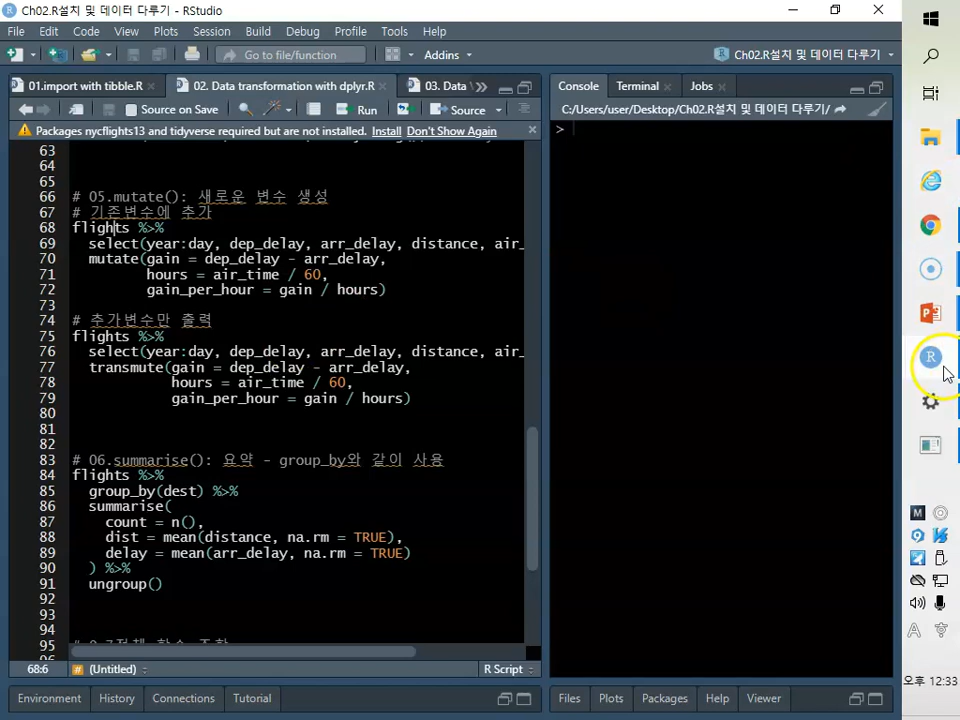 Ch02.R설치 및 데이터 다루기 - RStudio
File Edit Code View Plots Session Build Debug Profile Tools Help
Go to file/function Addins Ch02.R설치 및 데이터 다루기
01.import with tibble.R 02. Data transformation with dplyr.R 03. Data
Source on Save Run Source
Packages nycflights13 and tidyverse required but are not installed. Install Don't Show Again
63
64
65
66 # 05.mutate(): 새로운 변수 생성
67 # 기존변수에 추가
68 flights %>%
69 select(year:day, dep_delay, arr_delay, distance, air_
70 mutate(gain = dep_delay - arr_delay,
71 hours = air_time / 60,
72 gain_per_hour = gain / hours)
73
74 # 추가변수만 출력
75 flights %>%
76 select(year:day, dep_delay, arr_delay, distance, air_
77 transmute(gain = dep_delay - arr_delay,
78 hours = air_time / 60,
79 gain_per_hour = gain / hours)
80
81
82
83 # 06.summarise(): 요약 - group_by와 같이 사용
84 flights %>%
85 group_by(dest) %>%
86 summarise(
87 count = n(),
88 dist = mean(distance, na.rm = TRUE),
89 delay = mean(arr_delay, na.rm = TRUE)
90 ) %>%
91 ungroup()
92
93
94
95
68:6 (Untitled) R Script
Environment History Connections Tutorial
Console Terminal Jobs
C:/Users/user/Desktop/Ch02.R설치 및 데이터 다루기/
>
Files Plots Packages Help Viewer
오후 12:33